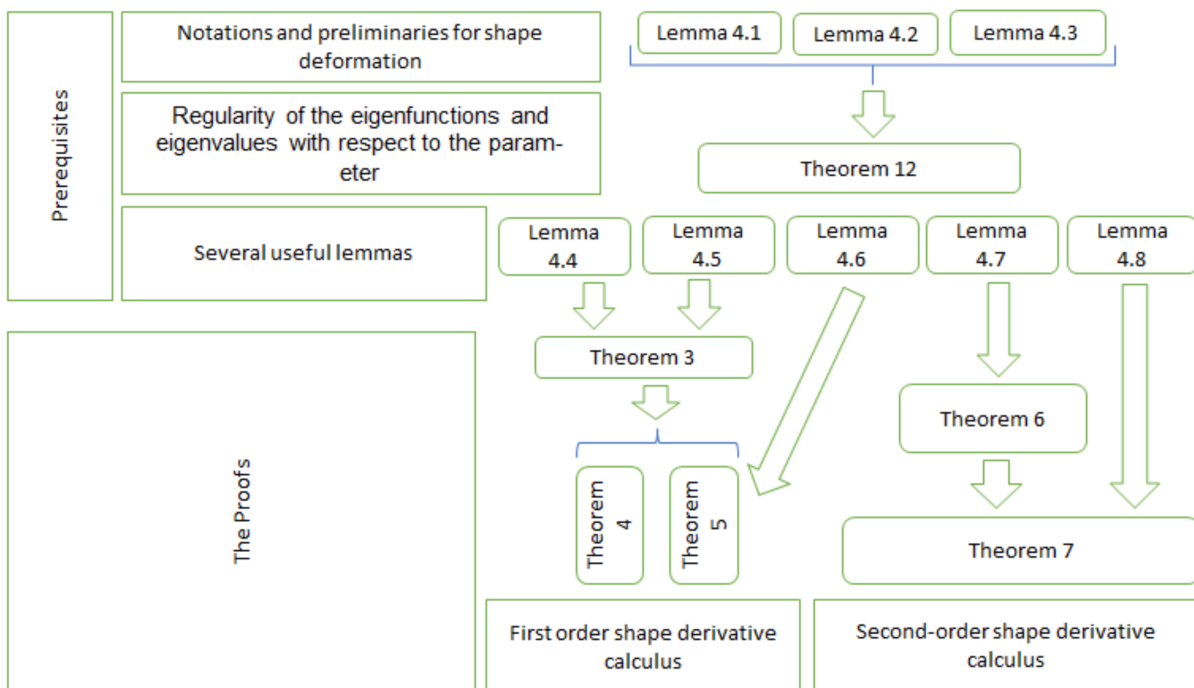 Prerequisites
Notations and preliminaries for shape
deformation
Lemma 4.1
Lemma 4.2
Lemma 4.3
Regularity of the eigenfunctions and
eigenvalues with respect to the param-
eter
Theorem 12
Several useful lemmas
Lemma
4.4
Lemma
4.5
Lemma
4.6
Lemma
4.7
Lemma
4.8
The Proofs
Theorem 3
Theorem 6
Theorem
4
Theorem
5
Theorem 7
First order shape derivative
calculus
Second-order shape derivative
calculus